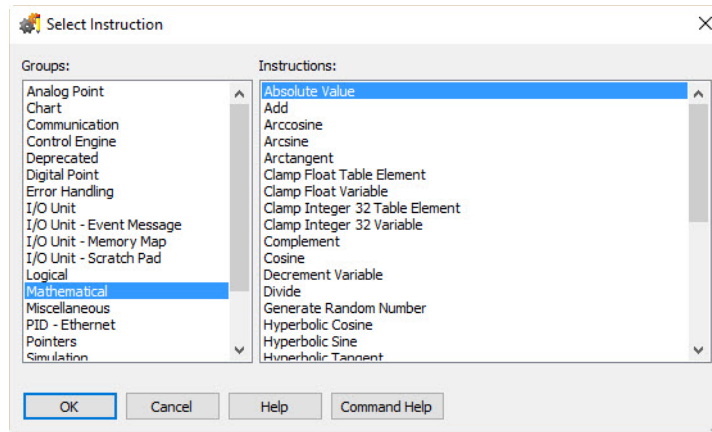 Select Instruction
Groups:
Analog Point
Chart
Communication
Control Engine
Deprecated
Digital Point
Error Handling
I/O Unit
I/O Unit - Event Message
I/O Unit - Memory Map
I/O Unit - Scratch Pad
Logical
Mathematical
Miscellaneous
PID - Ethernet
Pointers
Simulation
Instructions:
Absolute Value
Add
Arccosine
Arcsine
Arctangent
Clamp Float Table Element
Clamp Float Variable
Clamp Integer 32 Table Element
Clamp Integer 32 Variable
Complement
Cosine
Decrement Variable
Divide
Generate Random Number
Hyperbolic Cosine
Hyperbolic Sine
Hyperbolic Tangent
OK Cancel Help Command Help